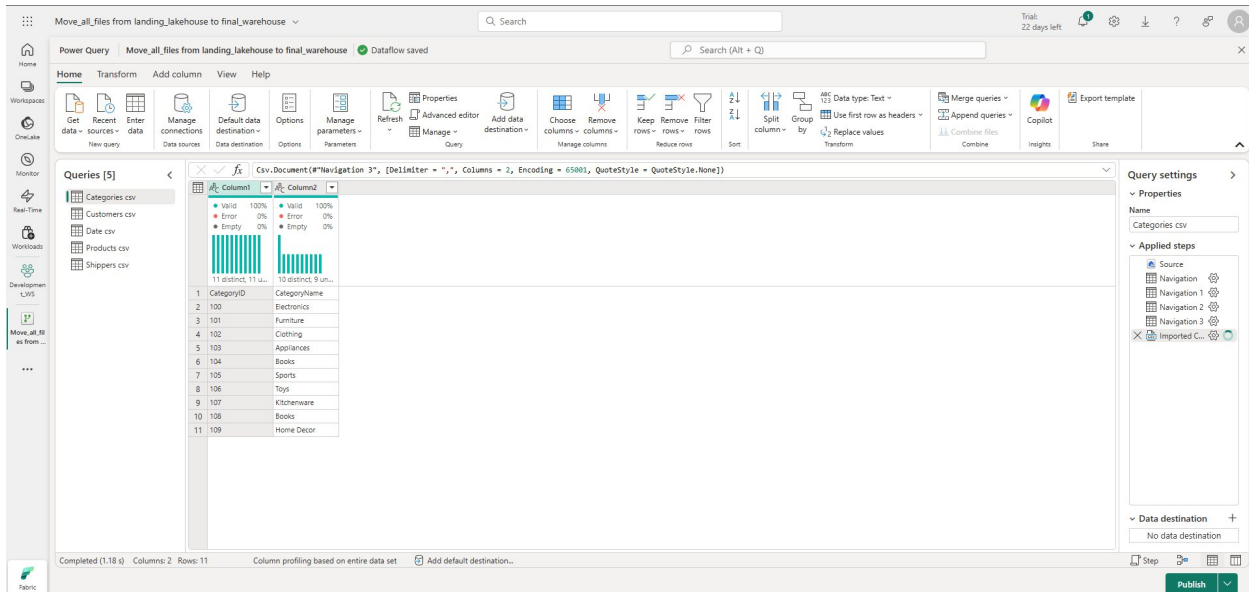 Move_all_files from landing_lakehouse to final_warehouse
Search
Trial:
22 days left
1
?
A
Home
Workspaces
OneLake
Monitor
Real-Time
Workloads
Developmen
t_WS
Move_all_fil
es from ...
Fabric
Power Query
Move_all_files from landing_lakehouse to final_warehouse
Dataflow saved
Search (Alt + Q)
Home Transform Add column View Help
Get data
Recent sources
Enter data
New query
Manage connections
Data sources
Default data destination
Data destination
Options
Options
Manage parameters
Parameters
Refresh
Properties
Advanced editor
Manage
Add data destination
Query
Choose columns
Remove columns
Manage columns
Keep rows
Remove rows
Filter rows
Reduce rows
Sort
Split column
Group by
Data type: Text
Use first row as headers
Replace values
Transform
Merge queries
Append queries
Combine files
Combine
Copilot
Insights
Export template
Share
Queries [5]
Categories csv
Customers csv
Date csv
Products csv
Shippers csv
fx Csv.Document(#"Navigation 3", [Delimiter = ",", Columns = 2, Encoding = 65001, QuoteStyle = QuoteStyle.None])
Column1 Column2
Valid 100% Valid 100%
Error 0% Error 0%
Empty 0% Empty 0%
11 distinct, 11 u... 10 distinct, 9 un...
1 CategoryID CategoryName
2 100 Electronics
3 101 Furniture
4 102 Clothing
5 103 Appliances
6 104 Books
7 105 Sports
8 106 Toys
9 107 Kitchenware
10 108 Books
11 109 Home Decor
Query settings
Properties
Name
Categories csv
Applied steps
Source
Navigation
Navigation 1
Navigation 2
Navigation 3
Imported C...
Data destination
No data destination
Completed (1.18 s) Columns: 2 Rows: 11
Column profiling based on entire data set
Add default destination...
Step
Publish